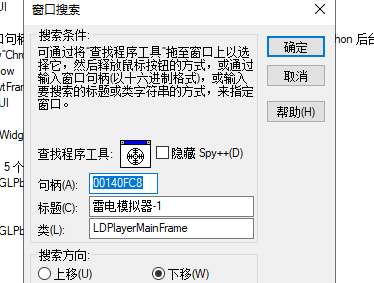 UI
窗口搜索
口句柄
hon 后台
w"Chro
搜索条件:
可通过将"查找程序工具"拖至窗口上以选
确定
low
择它，然后释放鼠标按钮的方式，或通过
vtFram
输入窗口句柄(以十六进制格式)，或输入
取消
UI
要搜索的标题或类字符串的方式，来指定
窗口。
帮助(H)
Widg
查找程序工具:
隐藏 Spy++(D)
5 个
GLPb
句柄(A):
00140FC8
标题(C):
雷电模拟器-1
类(L):
LDPlayerMainFrame
GLPb
搜索方向:
上移(U)
下移(W)